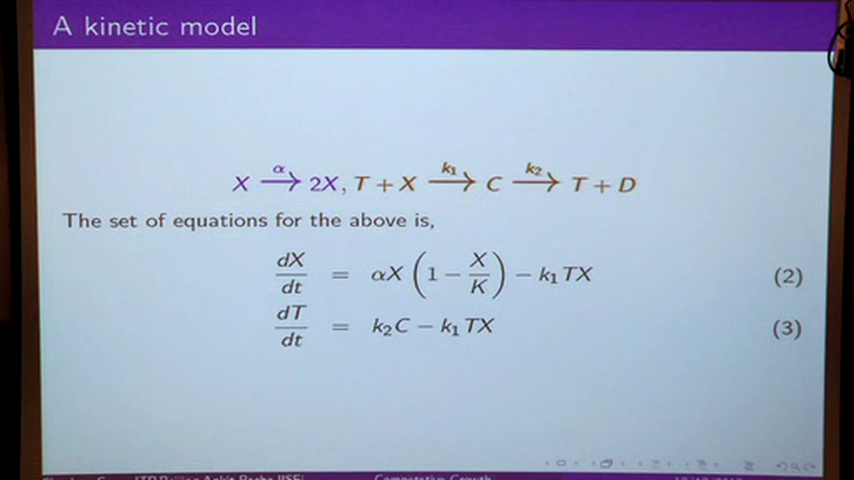 A kinetic model
X —α→ 2X, T + X —k₁→ C —k₂→ T + D
The set of equations for the above is,
dX/dt = αX (1 − X/K) − k₁TX (2)
dT/dt = k₂C − k₁TX (3)